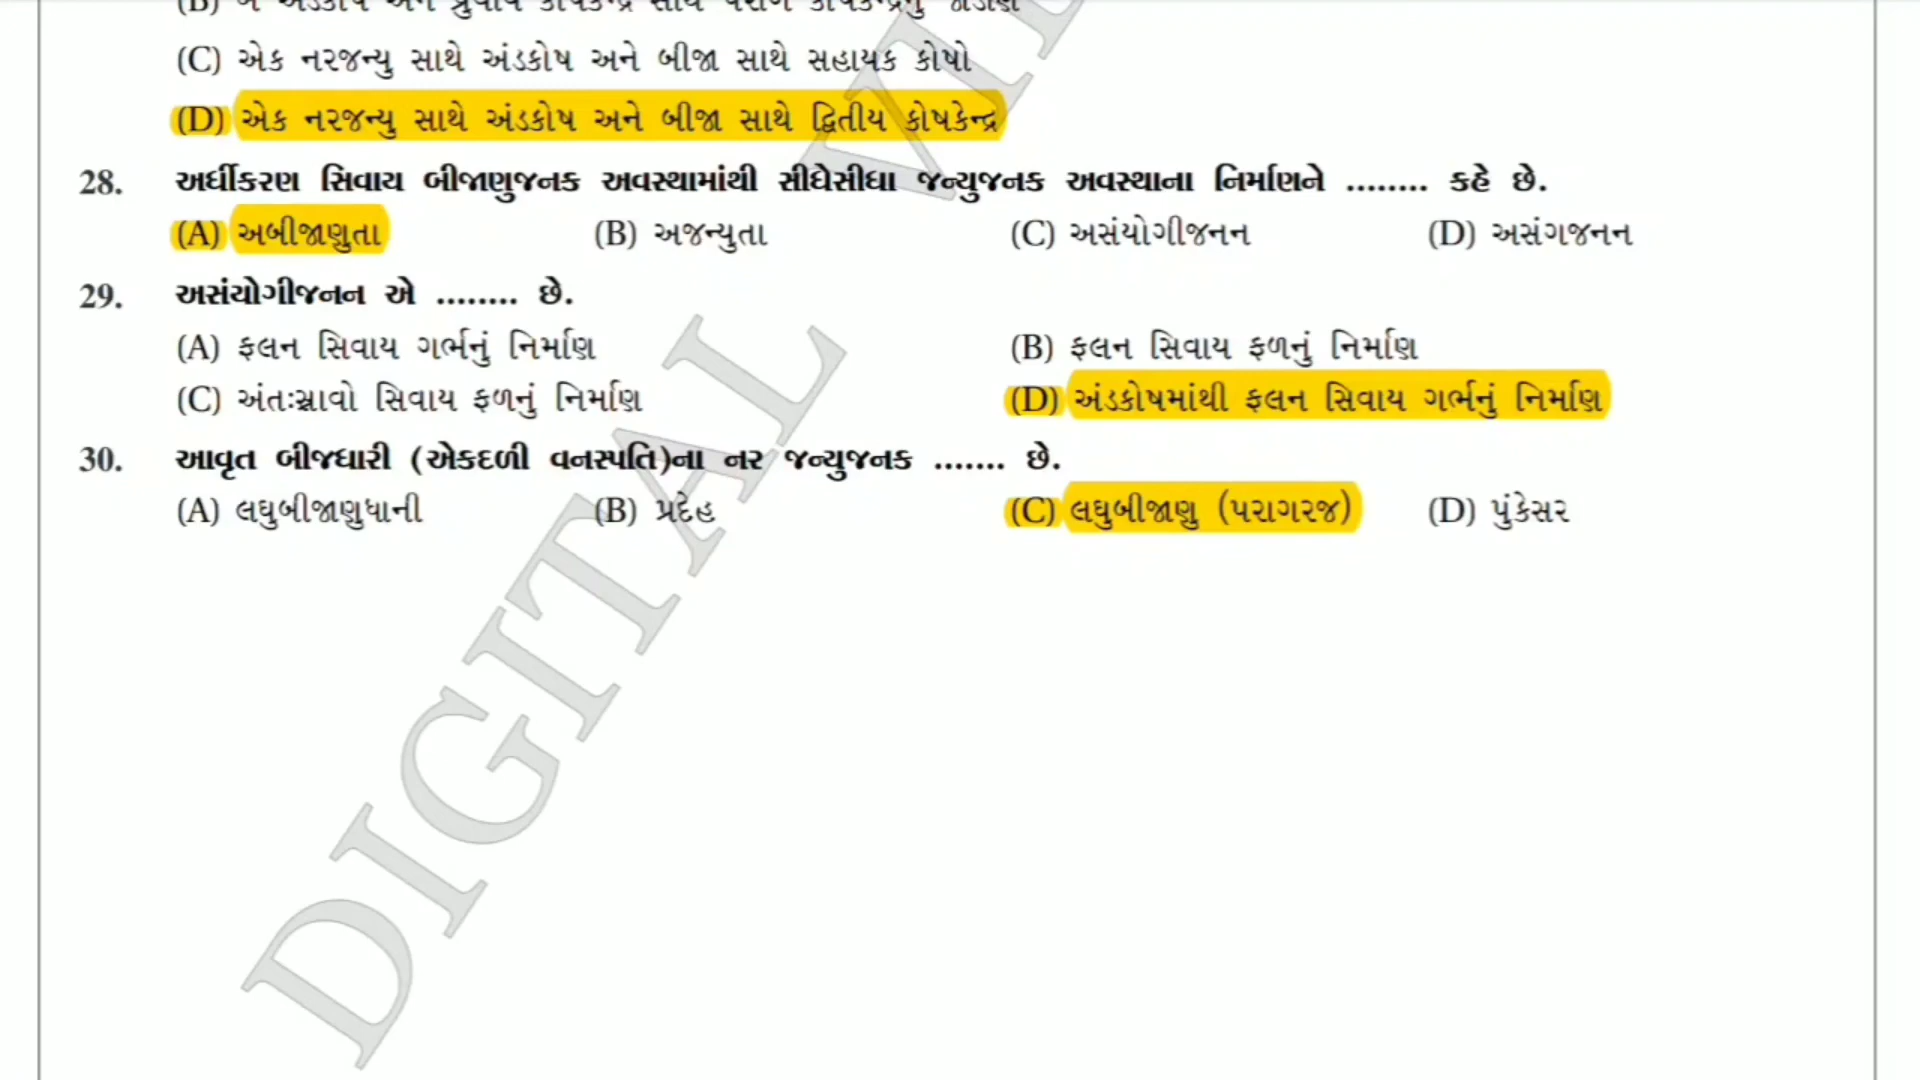 (C) એક નરજન્યુ સાથે અંડકોષ અને બીજા સાથે સહાયક કોષો
(D) એક નરજન્યુ સાથે અંડકોષ અને બીજા સાથે દ્વિતીય કોષકેન્દ્ર
28. અર્ધીકરણ સિવાય બીજાણુજનક અવસ્થામાંથી સીધેસીધા જન્યુજનક અવસ્થાના નિર્માણને ........ કહે છે.
(A) અબીજાણુતા (B) અજન્યુતા (C) અસંયોગીજનન (D) અસંગજનન
29. અસંયોગીજનન એ ........ છે.
(A) ફલન સિવાય ગર્ભનું નિર્માણ (B) ફલન સિવાય ફળનું નિર્માણ
(C) અંતઃસ્રાવો સિવાય ફળનું નિર્માણ (D) અંડકોષમાંથી ફલન સિવાય ગર્ભનું નિર્માણ
30. આવૃત બીજધારી (એકદળી વનસ્પતિ)ના નર જન્યુજનક ....... છે.
(A) લઘુબીજાણુધાની (B) પ્રદેહ (C) લઘુબીજાણુ (પરાગરજ) (D) પુંકેસર
DIGITAL